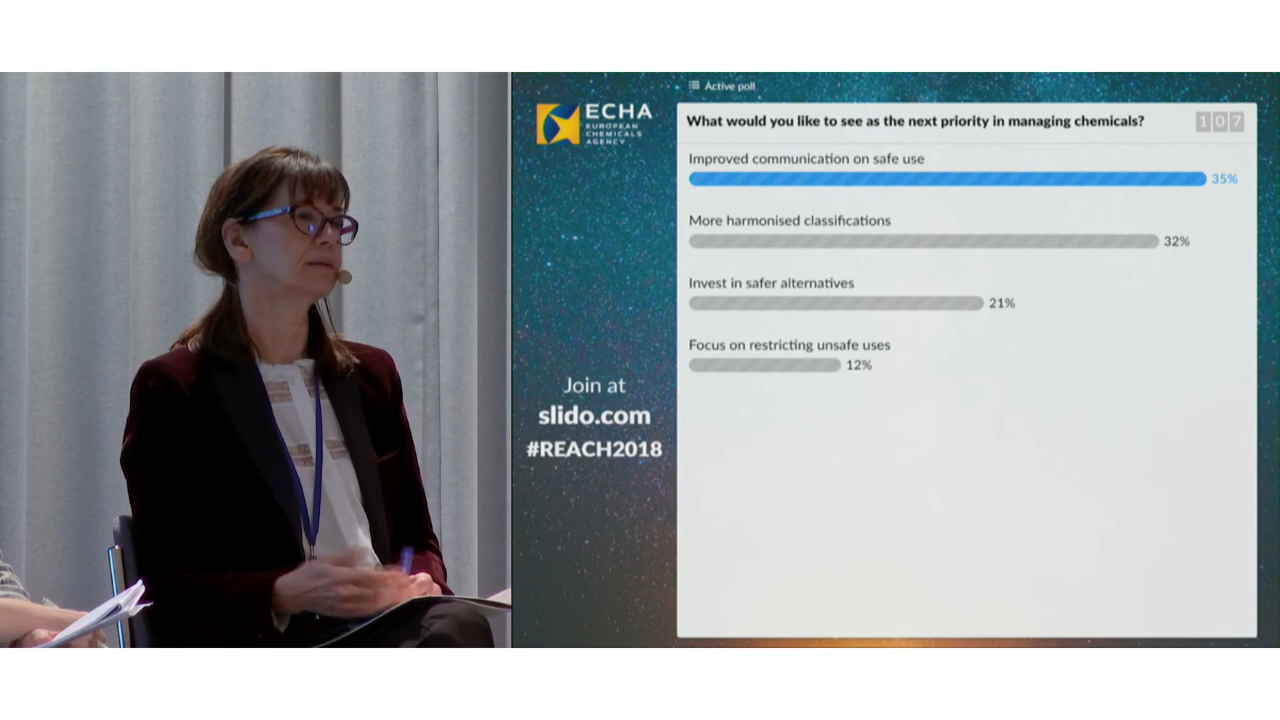 Active poll
ECHA
EUROPEAN
CHEMICALS
AGENCY
What would you like to see as the next priority in managing chemicals?
107
Improved communication on safe use
35%
More harmonised classifications
32%
Invest in safer alternatives
21%
Focus on restricting unsafe uses
12%
Join at
slido.com
#REACH2018